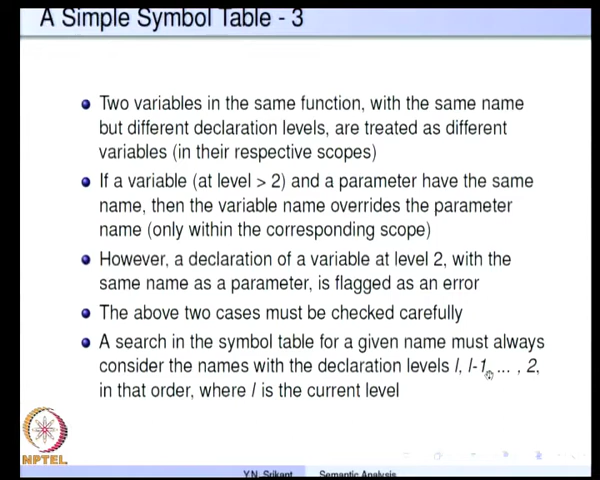 A Simple Symbol Table - 3
Two variables in the same function, with the same name
but different declaration levels, are treated as different
variables (in their respective scopes)
If a variable (at level > 2) and a parameter have the same
name, then the variable name overrides the parameter
name (only within the corresponding scope)
However, a declaration of a variable at level 2, with the
same name as a parameter, is flagged as an error
The above two cases must be checked carefully
A search in the symbol table for a given name must always
consider the names with the declaration levels l, l-1, ... , 2,
in that order, where l is the current level
NPTEL
Y.N. Srikant Semantic Analysis